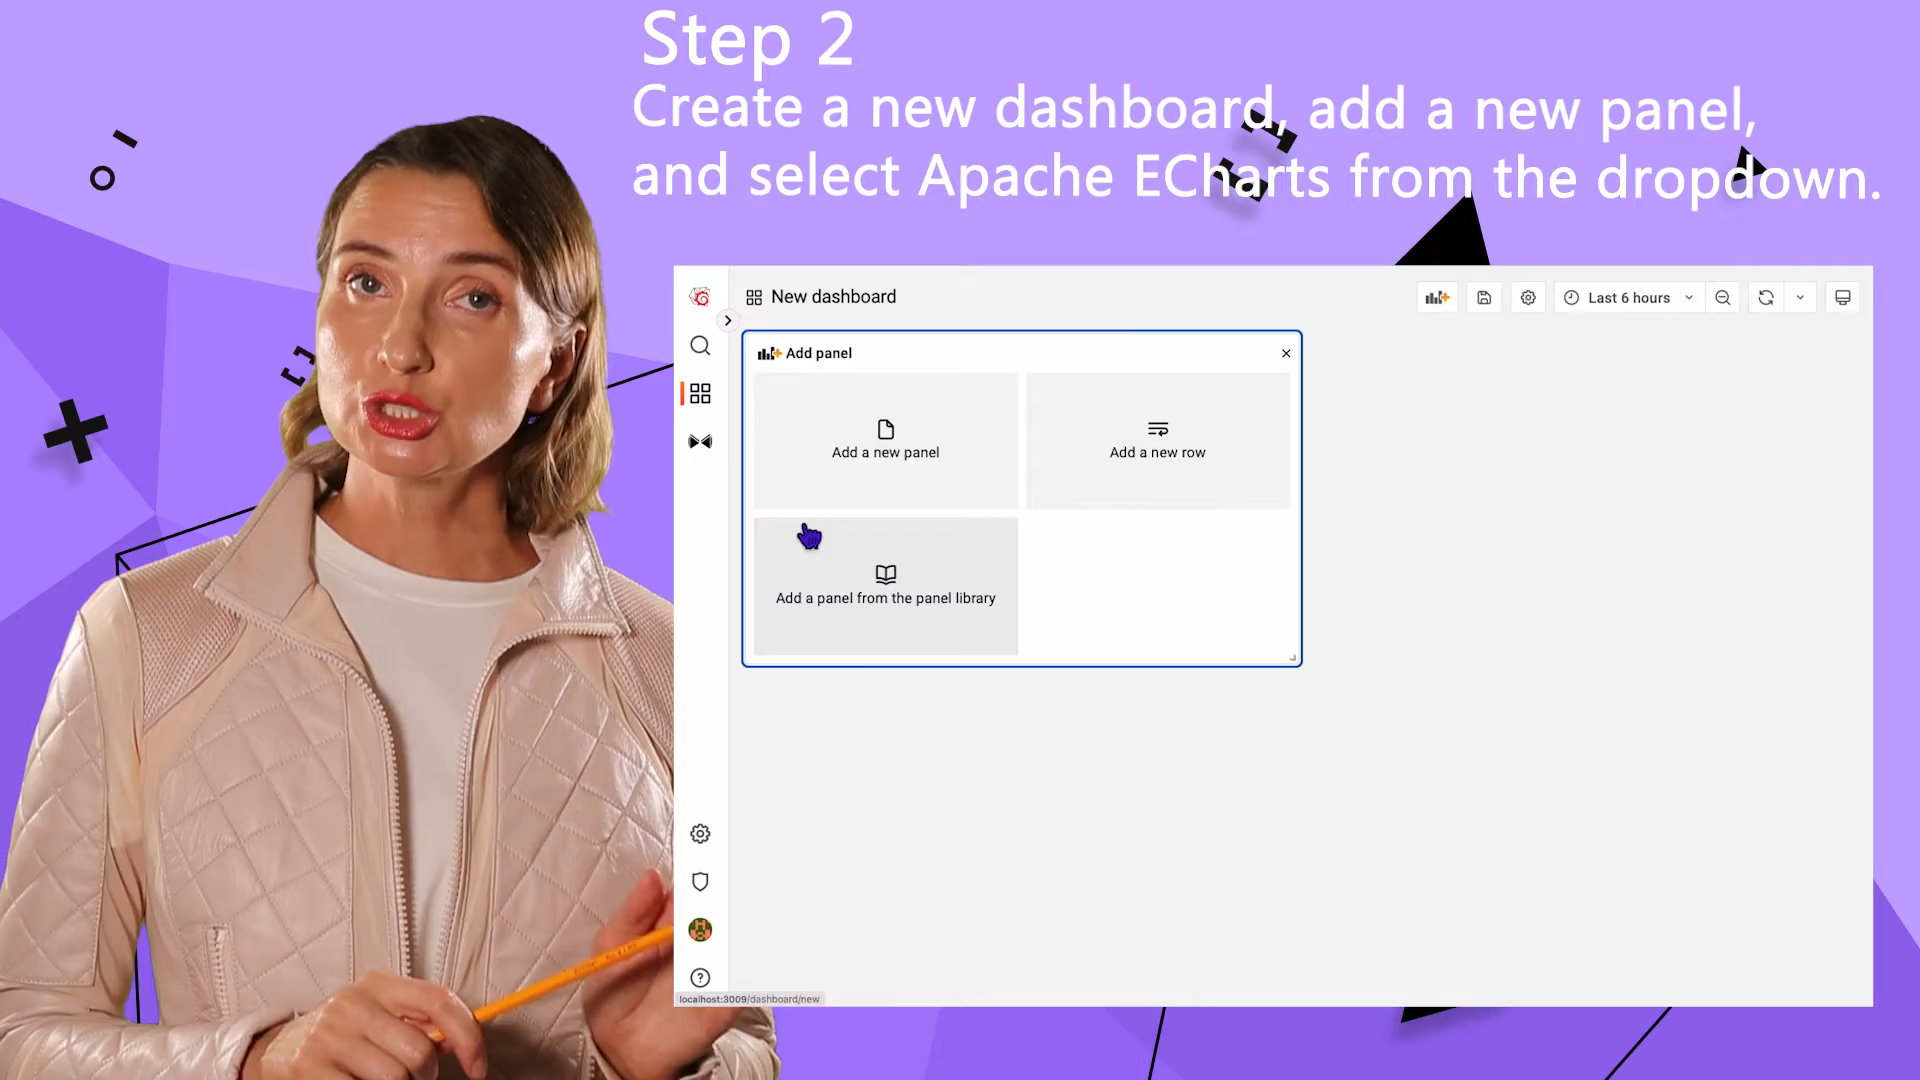 Step 2
Create a new dashboard, add a new panel,
and select Apache ECharts from the dropdown.
New dashboard
Last 6 hours
Add panel
Add a new panel
Add a new row
Add a panel from the panel library
localhost:3009/dashboard/new